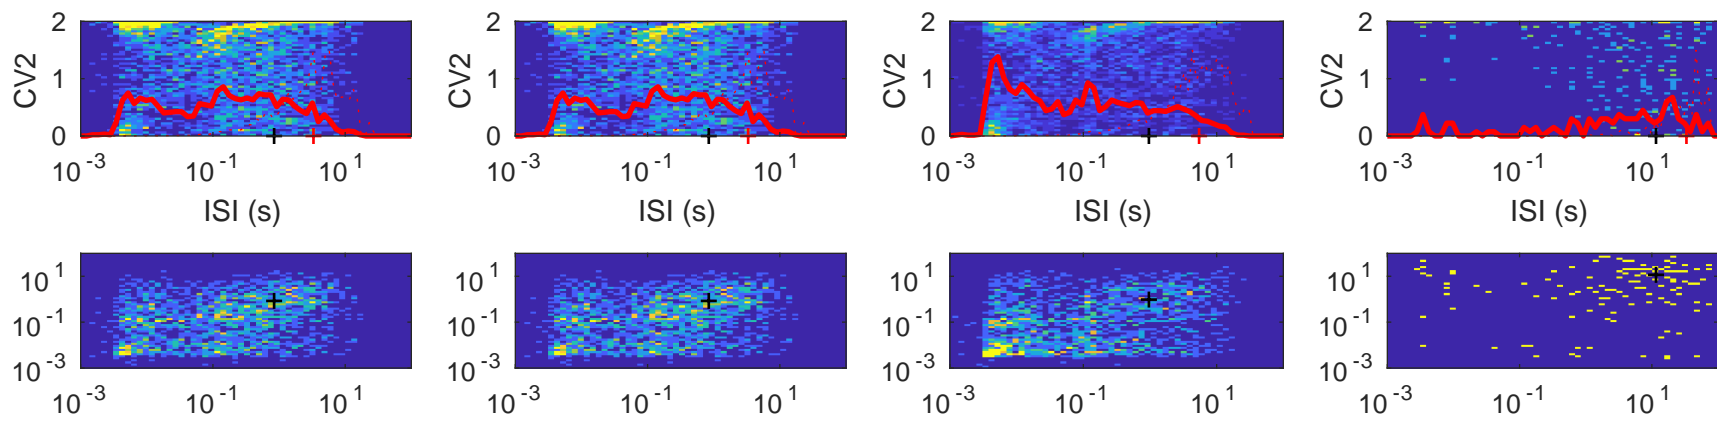 2 2 2 2
CV2 1 CV2 1 CV2 1 CV2 1
0 0 0 0
10^-3 10^-1 10^1 10^-3 10^-1 10^1 10^-3 10^-1 10^1 10^-3 10^-1 10^1
ISI (s) ISI (s) ISI (s) ISI (s)
10^1 10^1 10^1 10^1
10^-1 10^-1 10^-1 10^-1
10^-3 10^-3 10^-3 10^-3
10^-3 10^-1 10^1 10^-3 10^-1 10^1 10^-3 10^-1 10^1 10^-3 10^-1 10^1